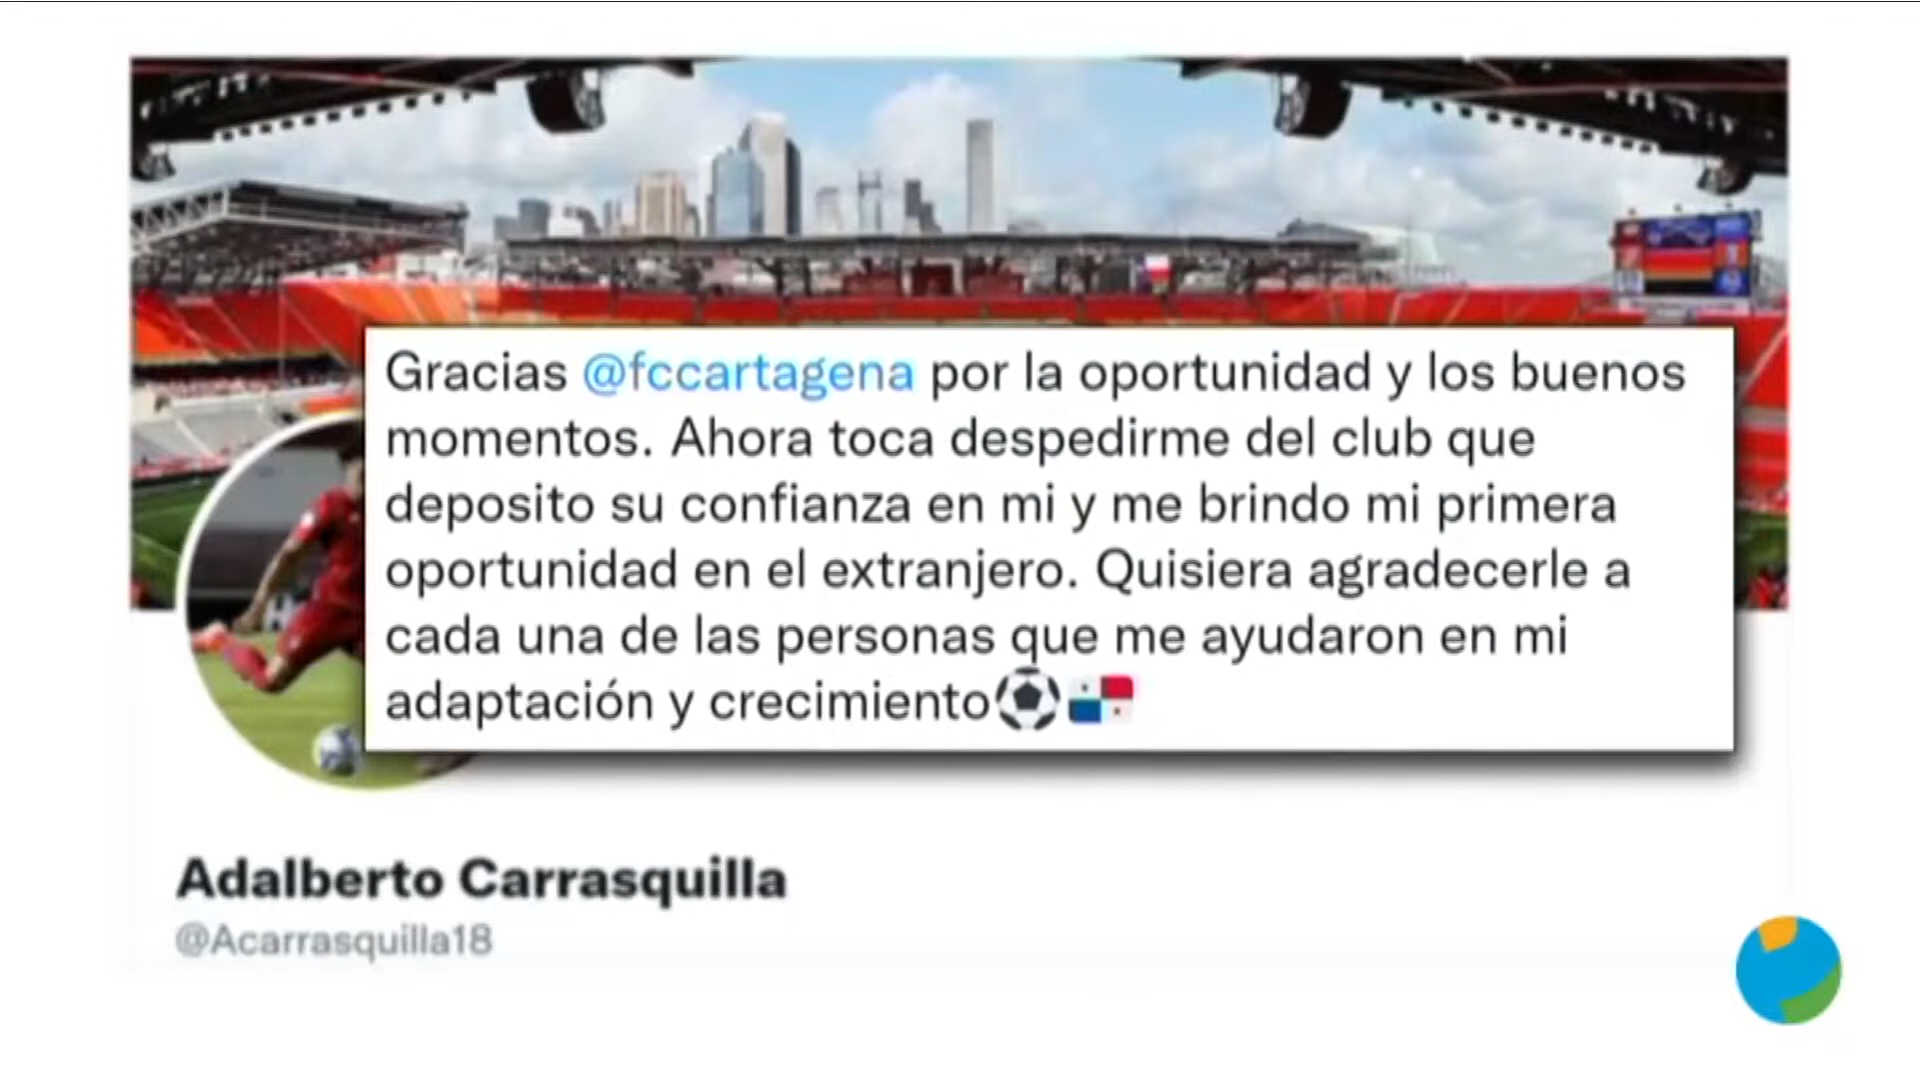 Gracias @fccartagena por la oportunidad y los buenos
momentos. Ahora toca despedirme del club que
deposito su confianza en mi y me brindo mi primera
oportunidad en el extranjero. Quisiera agradecerle a
cada una de las personas que me ayudaron en mi
adaptación y crecimiento⚽🇵🇦
Adalberto Carrasquilla
@Acarrasquilla18